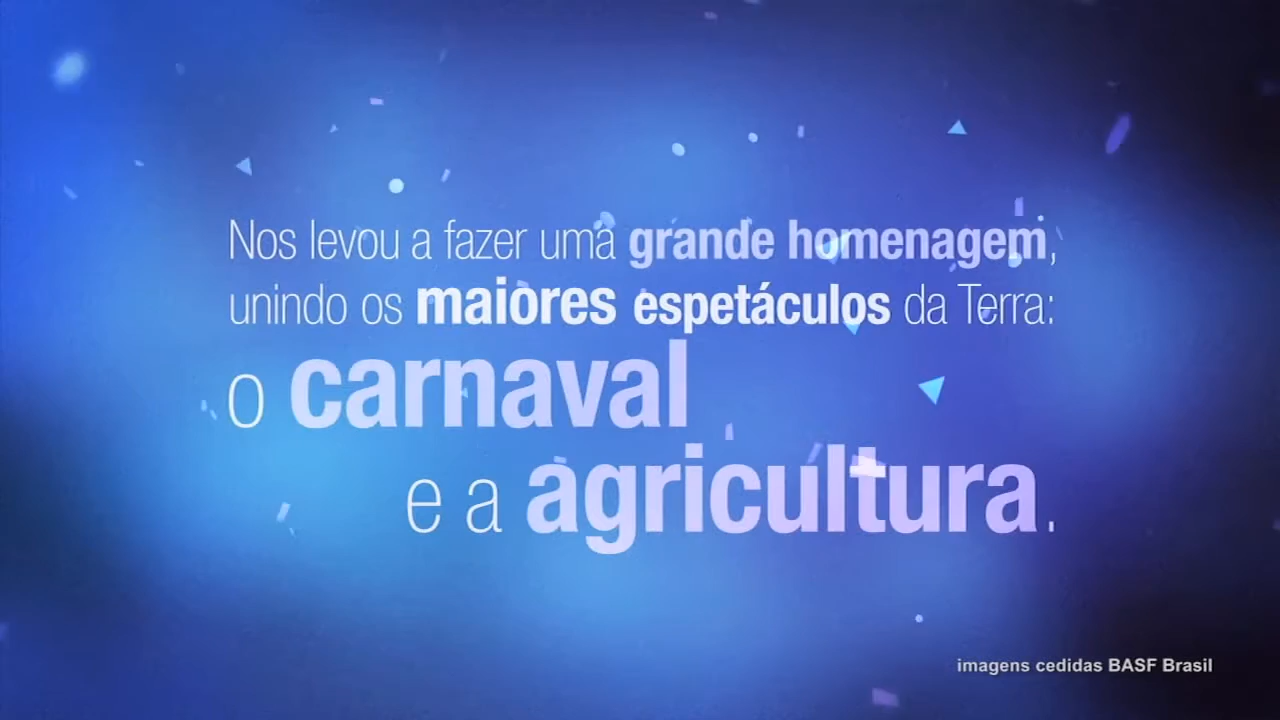 Nos levou a fazer uma grande homenagem,
unindo os maiores espetáculos da Terra:
o carnaval
e a agricultura.
imagens cedidas BASF Brasil